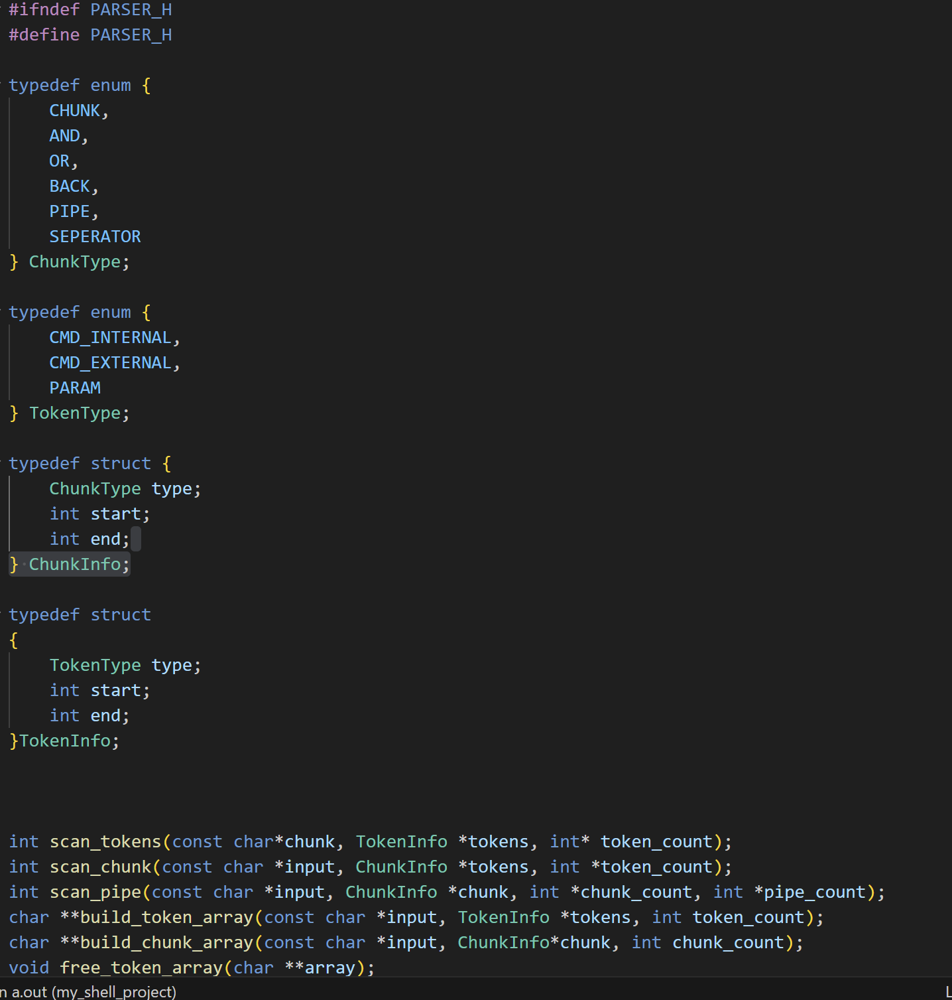 #ifndef PARSER_H
#define PARSER_H
typedef enum {
    CHUNK,
    AND,
    OR,
    BACK,
    PIPE,
    SEPERATOR
} ChunkType;
typedef enum {
    CMD_INTERNAL,
    CMD_EXTERNAL,
    PARAM
} TokenType;
typedef struct {
    ChunkType type;
    int start;
    int end;
} ChunkInfo;
typedef struct
{
    TokenType type;
    int start;
    int end;
}TokenInfo;
int scan_tokens(const char*chunk, TokenInfo *tokens, int* token_count);
int scan_chunk(const char *input, ChunkInfo *tokens, int *token_count);
int scan_pipe(const char *input, ChunkInfo *chunk, int *chunk_count, int *pipe_count);
char **build_token_array(const char *input, TokenInfo *tokens, int token_count);
char **build_chunk_array(const char *input, ChunkInfo*chunk, int chunk_count);
void free_token_array(char **array);
n a.out (my_shell_project)
L